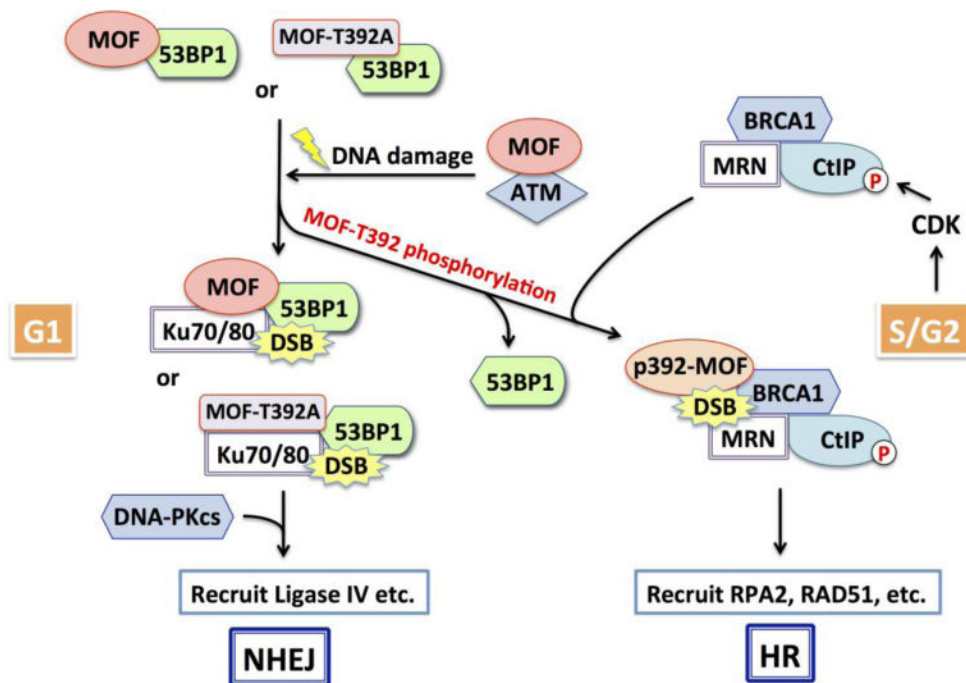 MOF
53BP1
MOF-T392A
53BP1
or
DNA damage
MOF
ATM
BRCA1
MRN
CtIP
P
CDK
MOF-T392 phosphorylation
G1
MOF
53BP1
Ku70/80
DSB
or
53BP1
S/G2
p392-MOF
BRCA1
DSB
MRN
CtIP
P
MOF-T392A
53BP1
Ku70/80
DSB
DNA-PKcs
Recruit Ligase IV etc.
Recruit RPA2, RAD51, etc.
NHEJ
HR